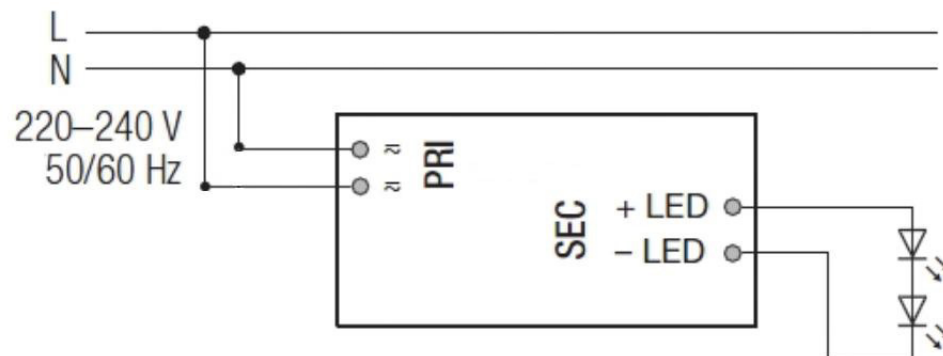 L
N
220–240 V
50/60 Hz
≈
≈
PRI
SEC
+ LED
– LED